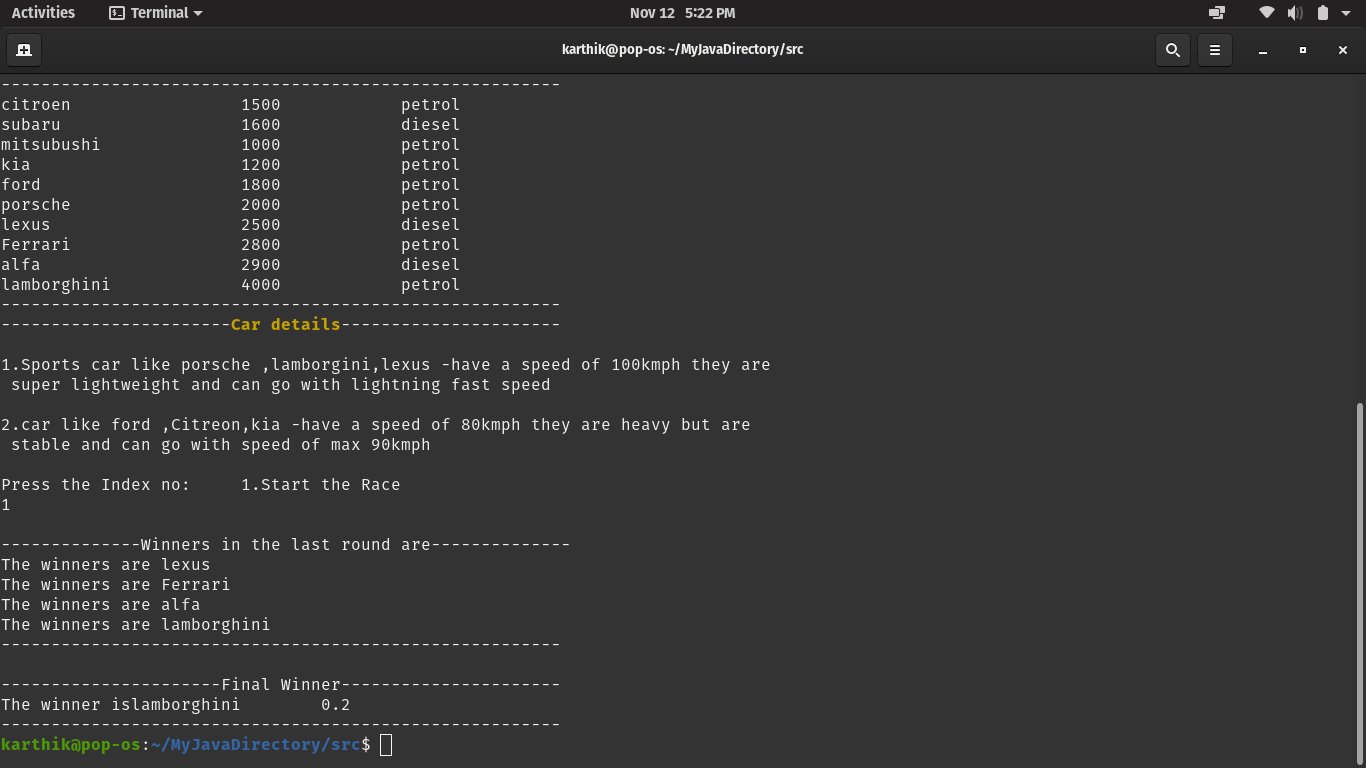 Activities Terminal Nov 12 5:22 PM
karthik@pop-os: ~/MyJavaDirectory/src
--------------------------------------------------------
citroen 1500 petrol
subaru 1600 diesel
mitsubushi 1000 petrol
kia 1200 petrol
ford 1800 petrol
porsche 2000 petrol
lexus 2500 diesel
Ferrari 2800 petrol
alfa 2900 diesel
lamborghini 4000 petrol
--------------------------------------------------------
-----------------------Car details----------------------
1.Sports car like porsche ,lamborgini,lexus -have a speed of 100kmph they are
super lightweight and can go with lightning fast speed
2.car like ford ,Citreon,kia -have a speed of 80kmph they are heavy but are
stable and can go with speed of max 90kmph
Press the Index no: 1.Start the Race
1
--------------Winners in the last round are--------------
The winners are lexus
The winners are Ferrari
The winners are alfa
The winners are lamborghini
--------------------------------------------------------
----------------------Final Winner----------------------
The winner islamborghini 0.2
--------------------------------------------------------
karthik@pop-os:~/MyJavaDirectory/src$